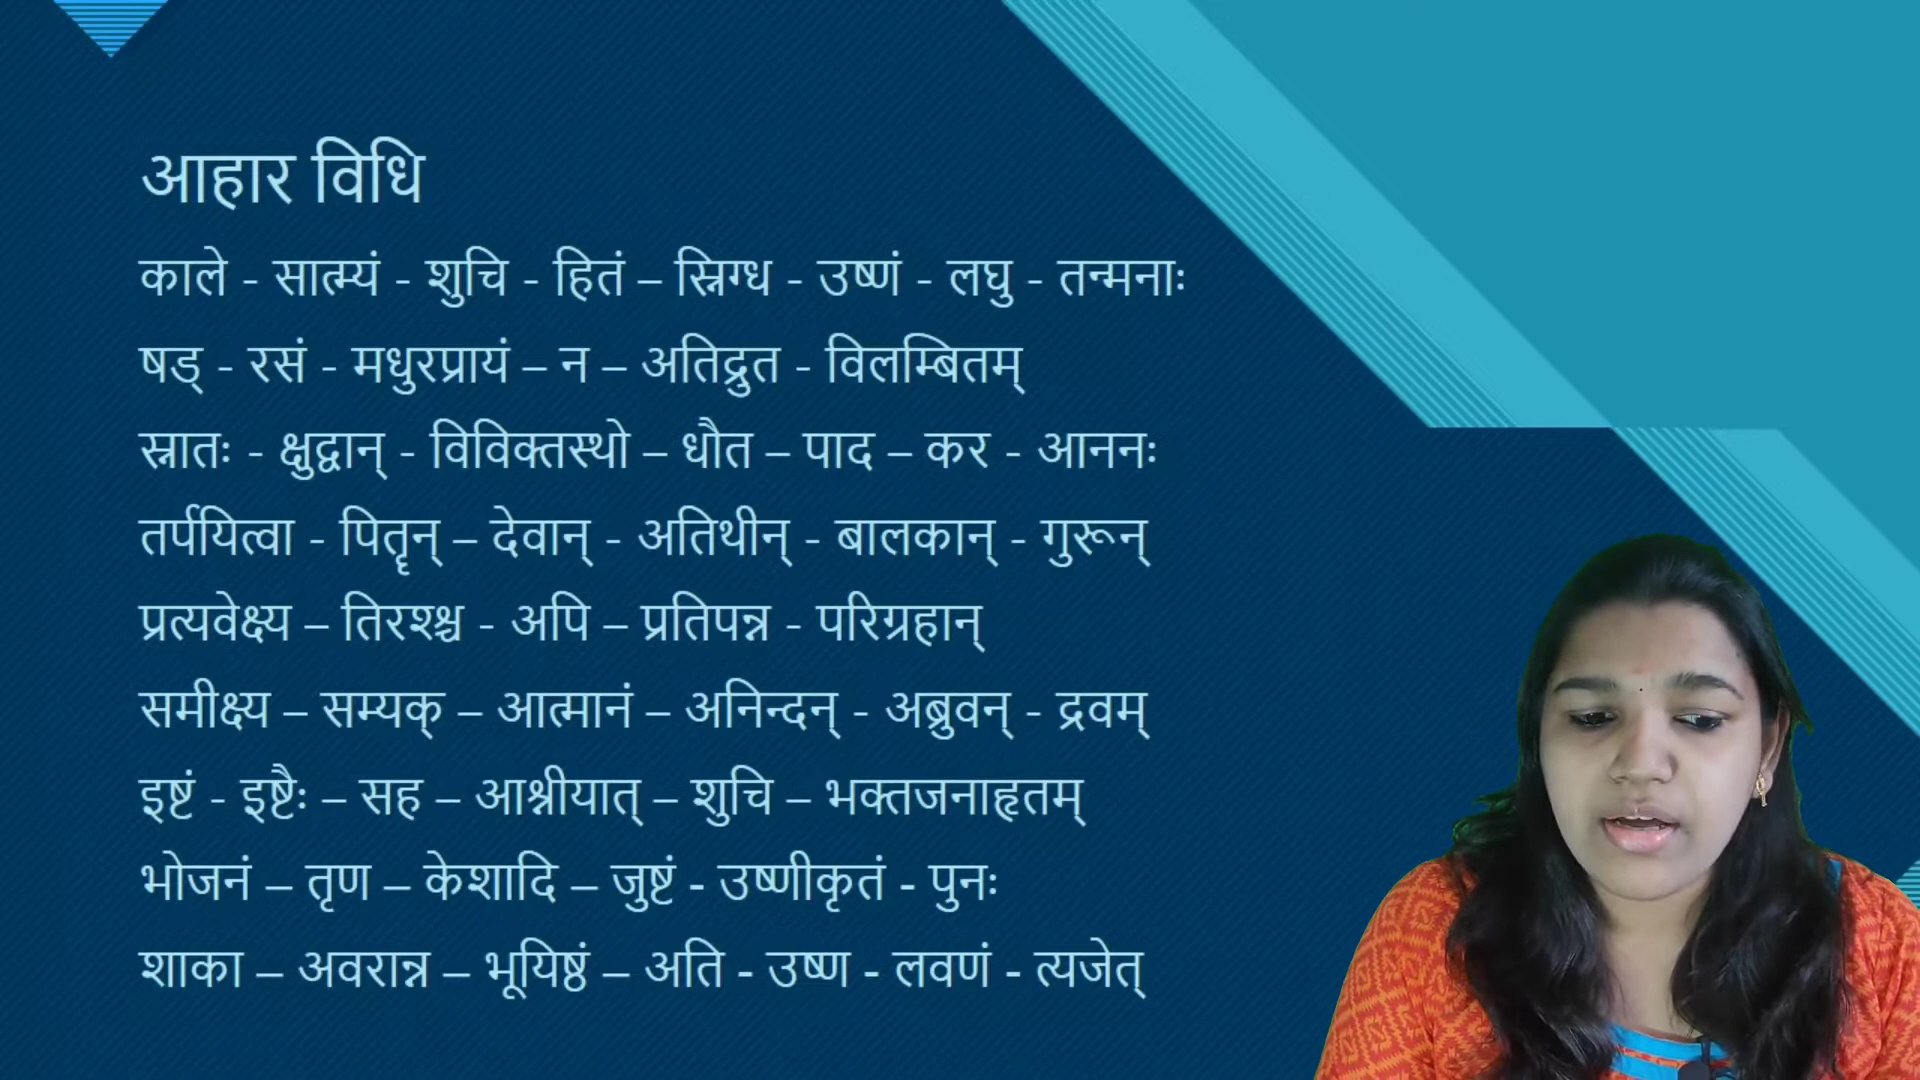 आहार विधि
काले - सात्म्यं - शुचि - हितं – स्निग्ध - उष्णं - लघु - तन्मनाः
षड् - रसं - मधुरप्रायं – न – अतिद्रुत - विलम्बितम्
स्नातः - क्षुद्वान् - विविक्तस्थो – धौत – पाद – कर - आननः
तर्पयित्वा - पितॄन् – देवान् - अतिथीन् - बालकान् - गुरून्
प्रत्यवेक्ष्य – तिरश्श्च - अपि – प्रतिपन्न - परिग्रहान्
समीक्ष्य – सम्यक् – आत्मानं – अनिन्दन् - अब्रुवन् - द्रवम्
इष्टं - इष्टैः – सह – आश्नीयात् – शुचि – भक्तजनाहृतम्
भोजनं – तृण – केशादि – जुष्टं - उष्णीकृतं - पुनः
शाका – अवरान्न – भूयिष्ठं – अति - उष्ण - लवणं - त्यजेत्